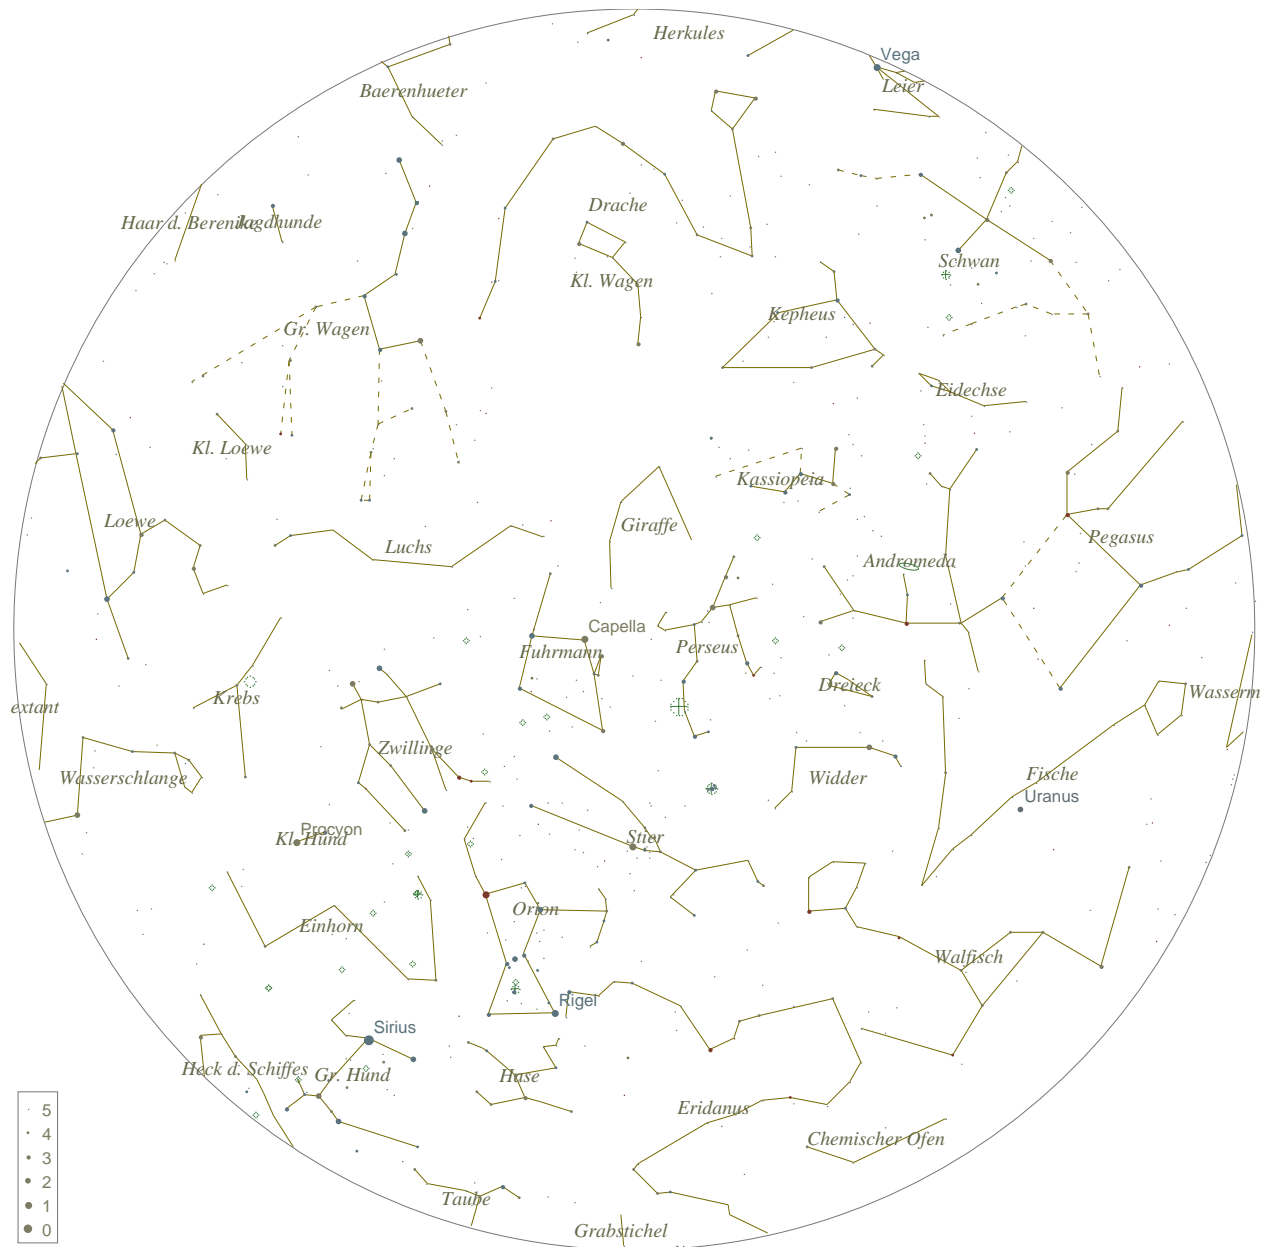 Herkules
Vega
Leier
Baerenhueter
Drache
Haar d. Berenike
Jagdhunde
Schwan
Kl. Wagen
Kepheus
Gr. Wagen
Eidechse
Kl. Loewe
Kassiopeia
Loewe
Giraffe
Pegasus
Luchs
Andromeda
Capella
Fuhrmann
Perseus
Dreieck
Krebs
Wasserm
extant
Zwillinge
Wasserschlange
Widder
Fische
Uranus
Procyon
Kl. Hund
Stier
Orion
Einhorn
Walfisch
Rigel
Sirius
Heck d. Schiffes
Gr. Hund
Hase
Eridanus
Chemischer Ofen
Taube
Grabstichel
5
4
3
2
1
0